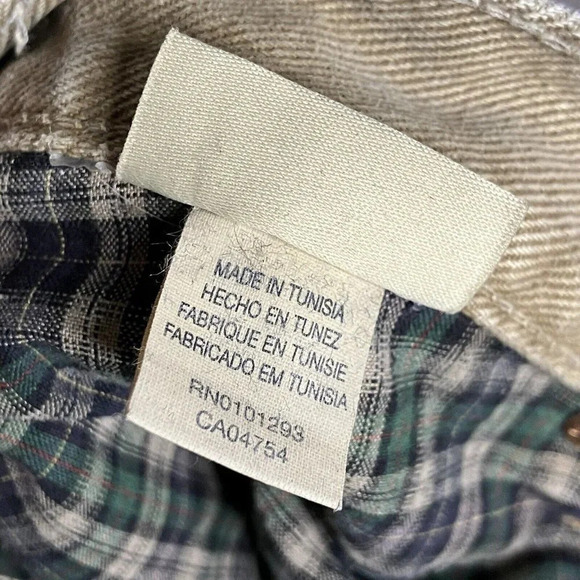 MADE IN TUNISIA
HECHO EN TUNEZ
FABRIQUE EN TUNISIE
FABRICADO EM TUNISIA
RN0101293
CA04754